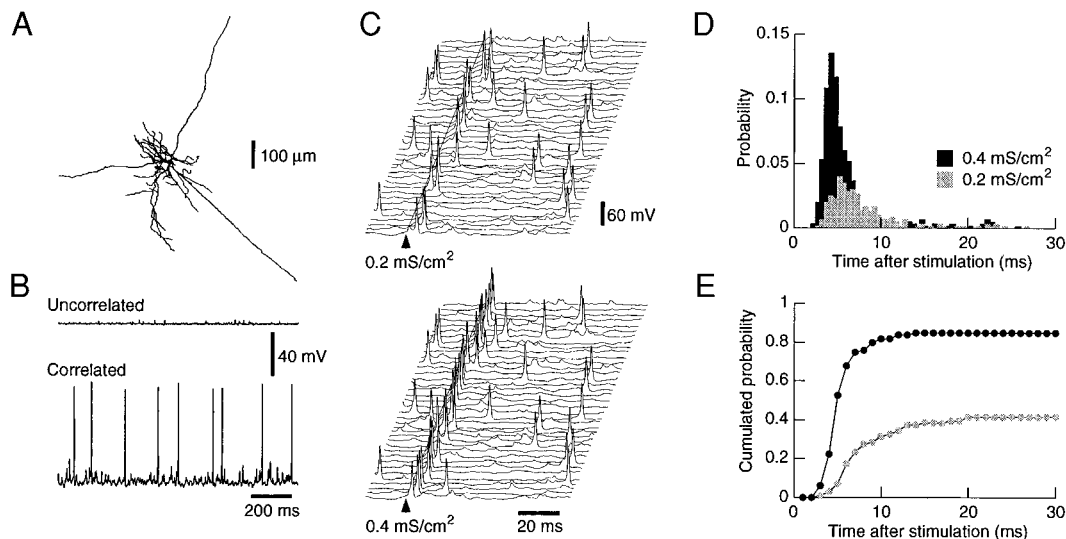 A
100 μm
B
Uncorrelated
40 mV
Correlated
200 ms
C
60 mV
0.2 mS/cm²
0.4 mS/cm²
20 ms
D
0.15
0.1
0.05
0
Probability
0.4 mS/cm²
0.2 mS/cm²
0 10 20 30
Time after stimulation (ms)
E
1
0.8
0.6
0.4
0.2
0
Cumulated probability
0 10 20 30
Time after stimulation (ms)